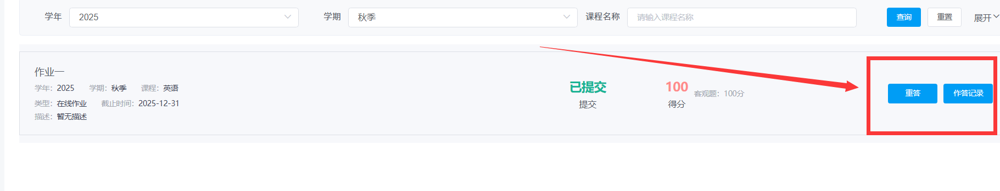 学年 2025 学期 秋季 课程名称 请输入课程名称 查询 重置 展开
作业一
学年：2025 学期：秋季 课程：英语
类型：在线作业 截止时间：2025-12-31
描述：暂无描述
已提交
提交
100 客观题：100分
得分
重答 作答记录